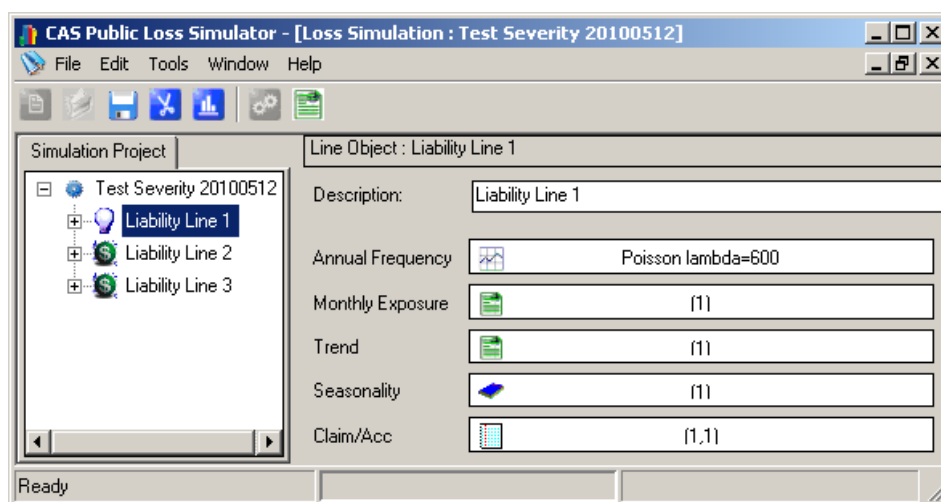 CAS Public Loss Simulator - [Loss Simulation : Test Severity 20100512]
File Edit Tools Window Help
Simulation Project
Test Severity 20100512
Liability Line 1
Liability Line 2
Liability Line 3
Line Object : Liability Line 1
Description: Liability Line 1
Annual Frequency Poisson lambda=600
Monthly Exposure (1)
Trend (1)
Seasonality (1)
Claim/Acc (1,1)
Ready